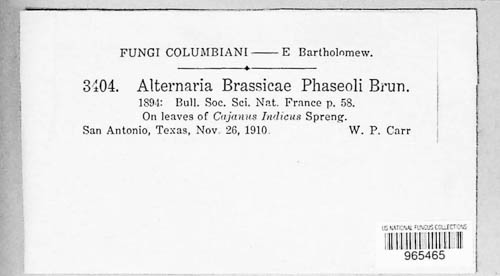 FUNGI COLUMBIANI — E Bartholomew.
3404. Alternaria Brassicae Phaseoli Brun.
1894: Bull. Soc. Sci. Nat. France p. 58.
On leaves of Cajanus Indicus Spreng.
San Antonio, Texas, Nov. 26, 1910. W. P. Carr
US NATIONAL FUNGUS COLLECTIONS
965465